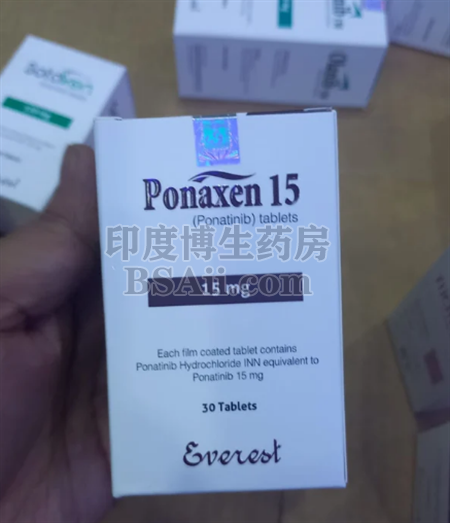 Ponaxen 15
(Ponatinib) tablets
印度博生药房
BSAii.com
15 mg
Each film coated tablet contains
Ponatinib Hydrochloride INN equivalent to
Ponatinib 15 mg
30 Tablets
Everest